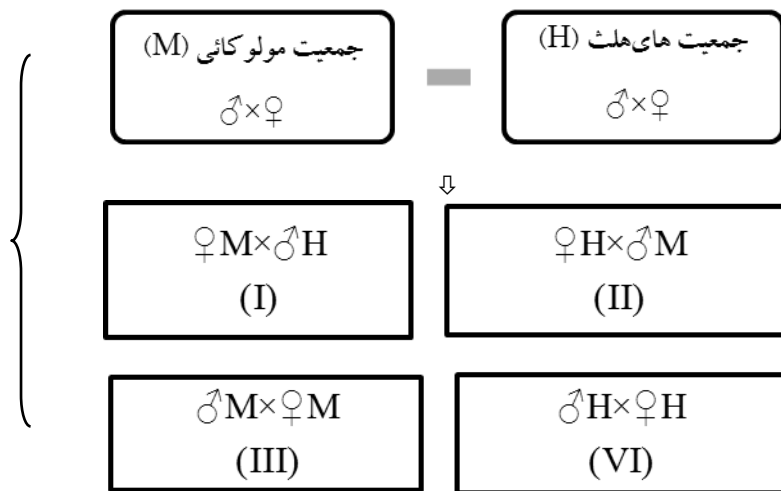 جمعیت های‌هلث (H)
♂×♀
جمعیت مولوکائی (M)
♂×♀
♀M×♂H
(I)
♀H×♂M
(II)
♂M×♀M
(III)
♂H×♀H
(VI)